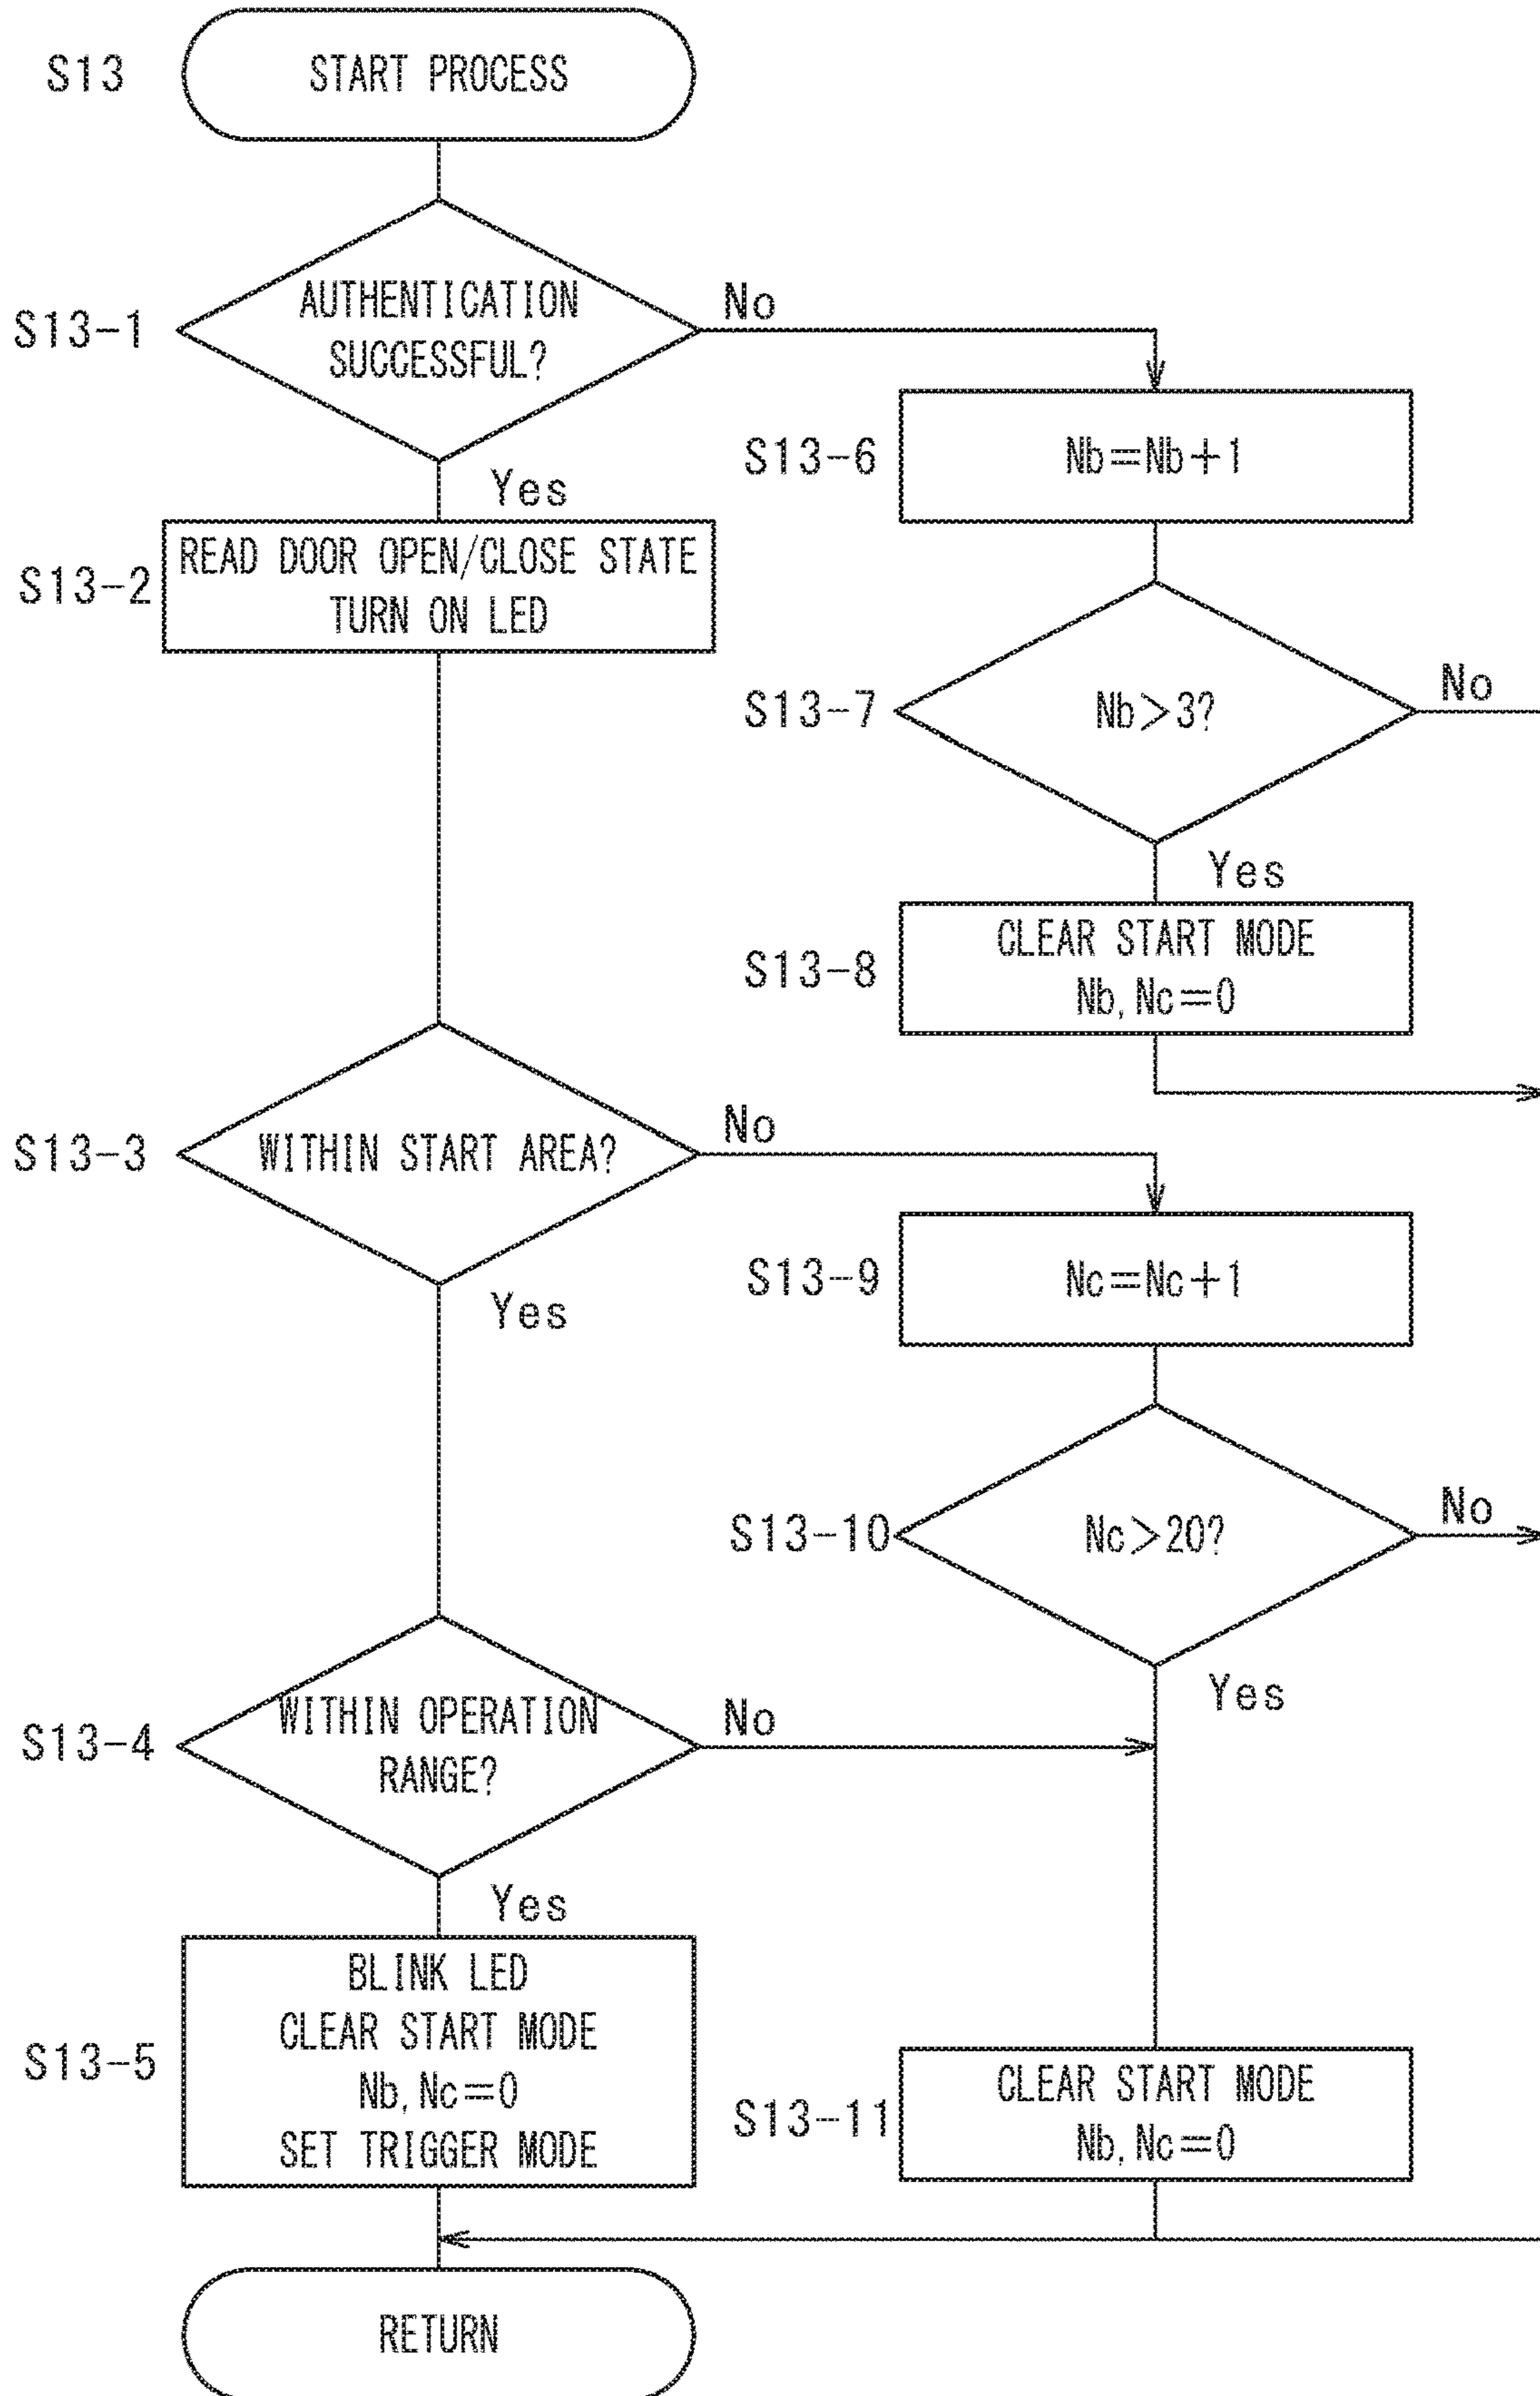 S13
START PROCESS
S13-1
AUTHENTICATION
SUCCESSFUL?
No
Yes
S13-6
Nb=Nb+1
S13-2
READ DOOR OPEN/CLOSE STATE
TURN ON LED
S13-7
Nb>3?
No
Yes
S13-8
CLEAR START MODE
Nb, Nc=0
S13-3
WITHIN START AREA?
No
Yes
S13-9
Nc=Nc+1
S13-10
Nc>20?
No
Yes
S13-4
WITHIN OPERATION
RANGE?
No
Yes
S13-5
BLINK LED
CLEAR START MODE
Nb, Nc=0
SET TRIGGER MODE
S13-11
CLEAR START MODE
Nb, Nc=0
RETURN